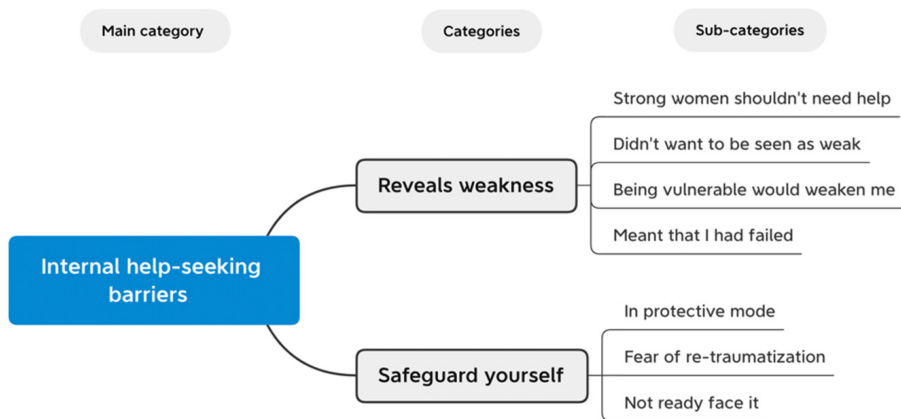 Main category
Categories
Sub-categories
Strong women shouldn't need help
Didn't want to be seen as weak
Reveals weakness
Being vulnerable would weaken me
Meant that I had failed
Internal help-seeking
barriers
In protective mode
Fear of re-traumatization
Safeguard yourself
Not ready face it